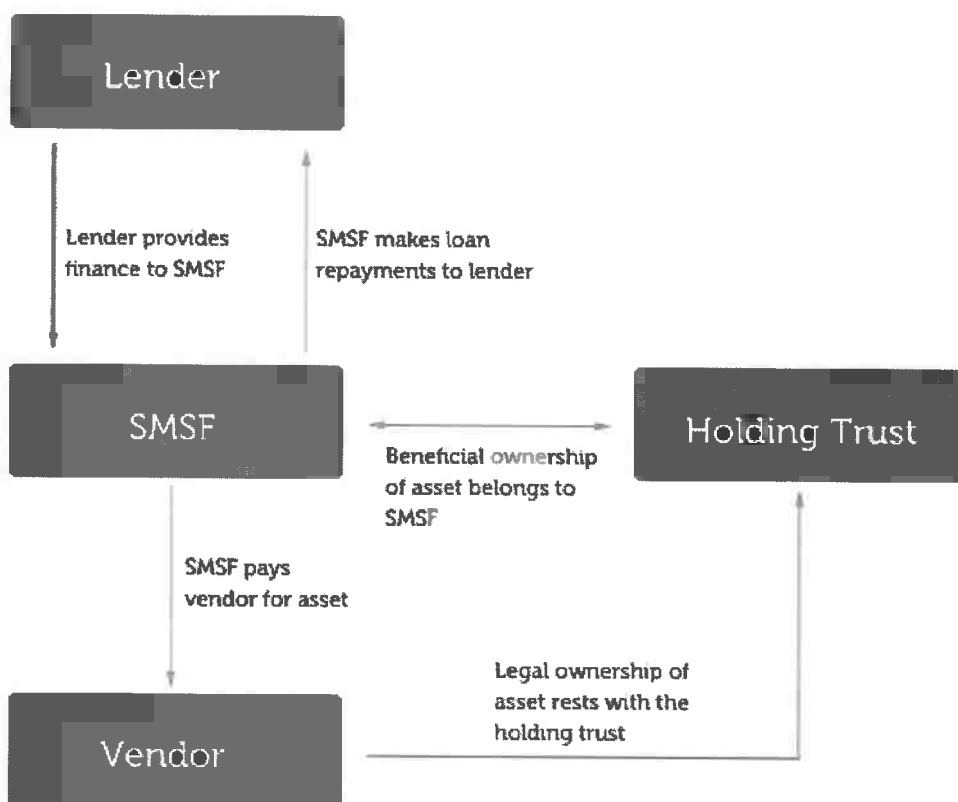 Lender
Lender provides
finance to SMSF
SMSF makes loan
repayments to lender
SMSF
Holding Trust
Beneficial ownership
of asset belongs to
SMSF
SMSF pays
vendor for asset
Legal ownership of
asset rests with the
holding trust
Vendor